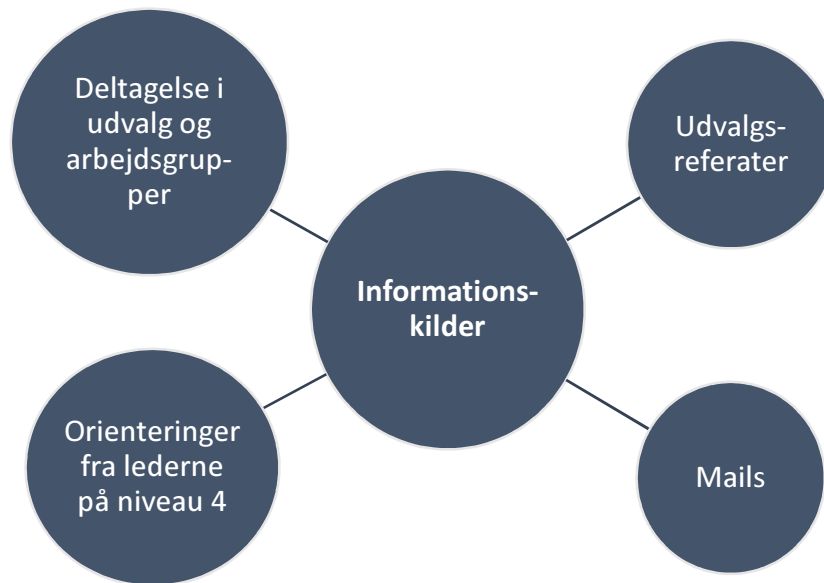 Deltagelse i
udvalg og
arbejdsgrup-
per
Udvalgs-
referater
Informations-
kilder
Orienteringer
fra lederne
på niveau 4
Mails